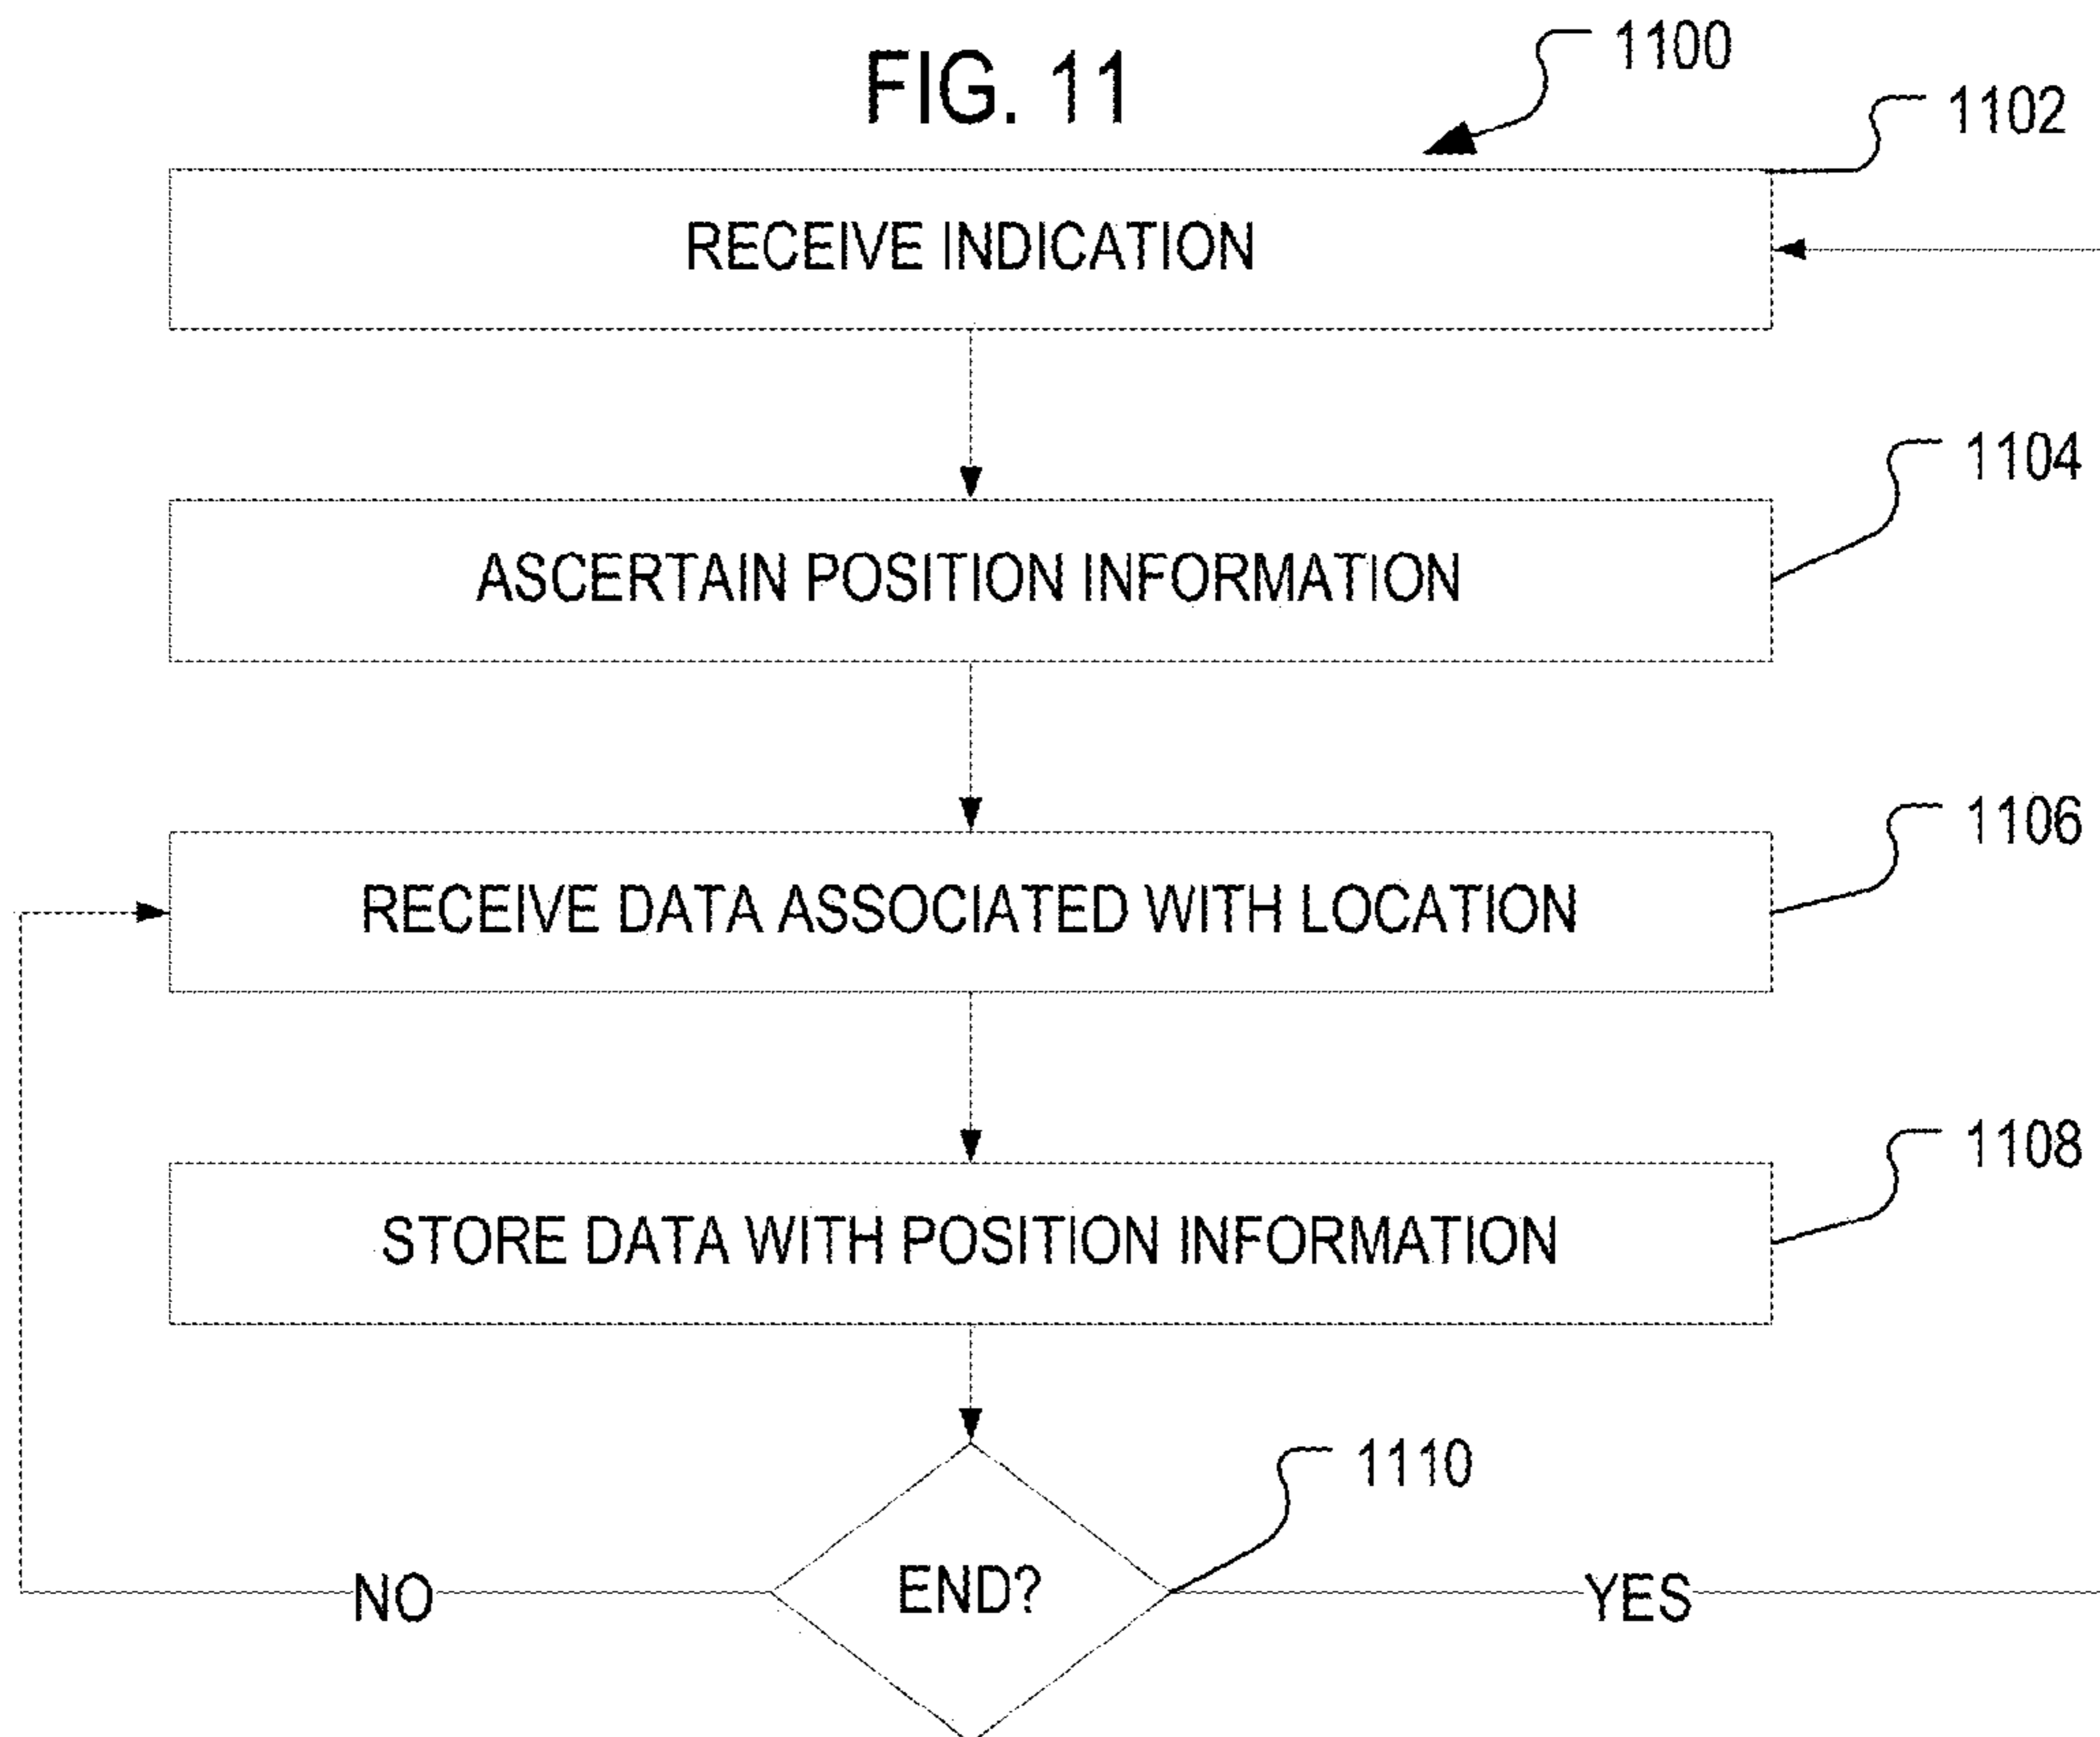 FIG. 11
1100
1102
RECEIVE INDICATION
1104
ASCERTAIN POSITION INFORMATION
1106
RECEIVE DATA ASSOCIATED WITH LOCATION
1108
STORE DATA WITH POSITION INFORMATION
1110
END?
NO
YES